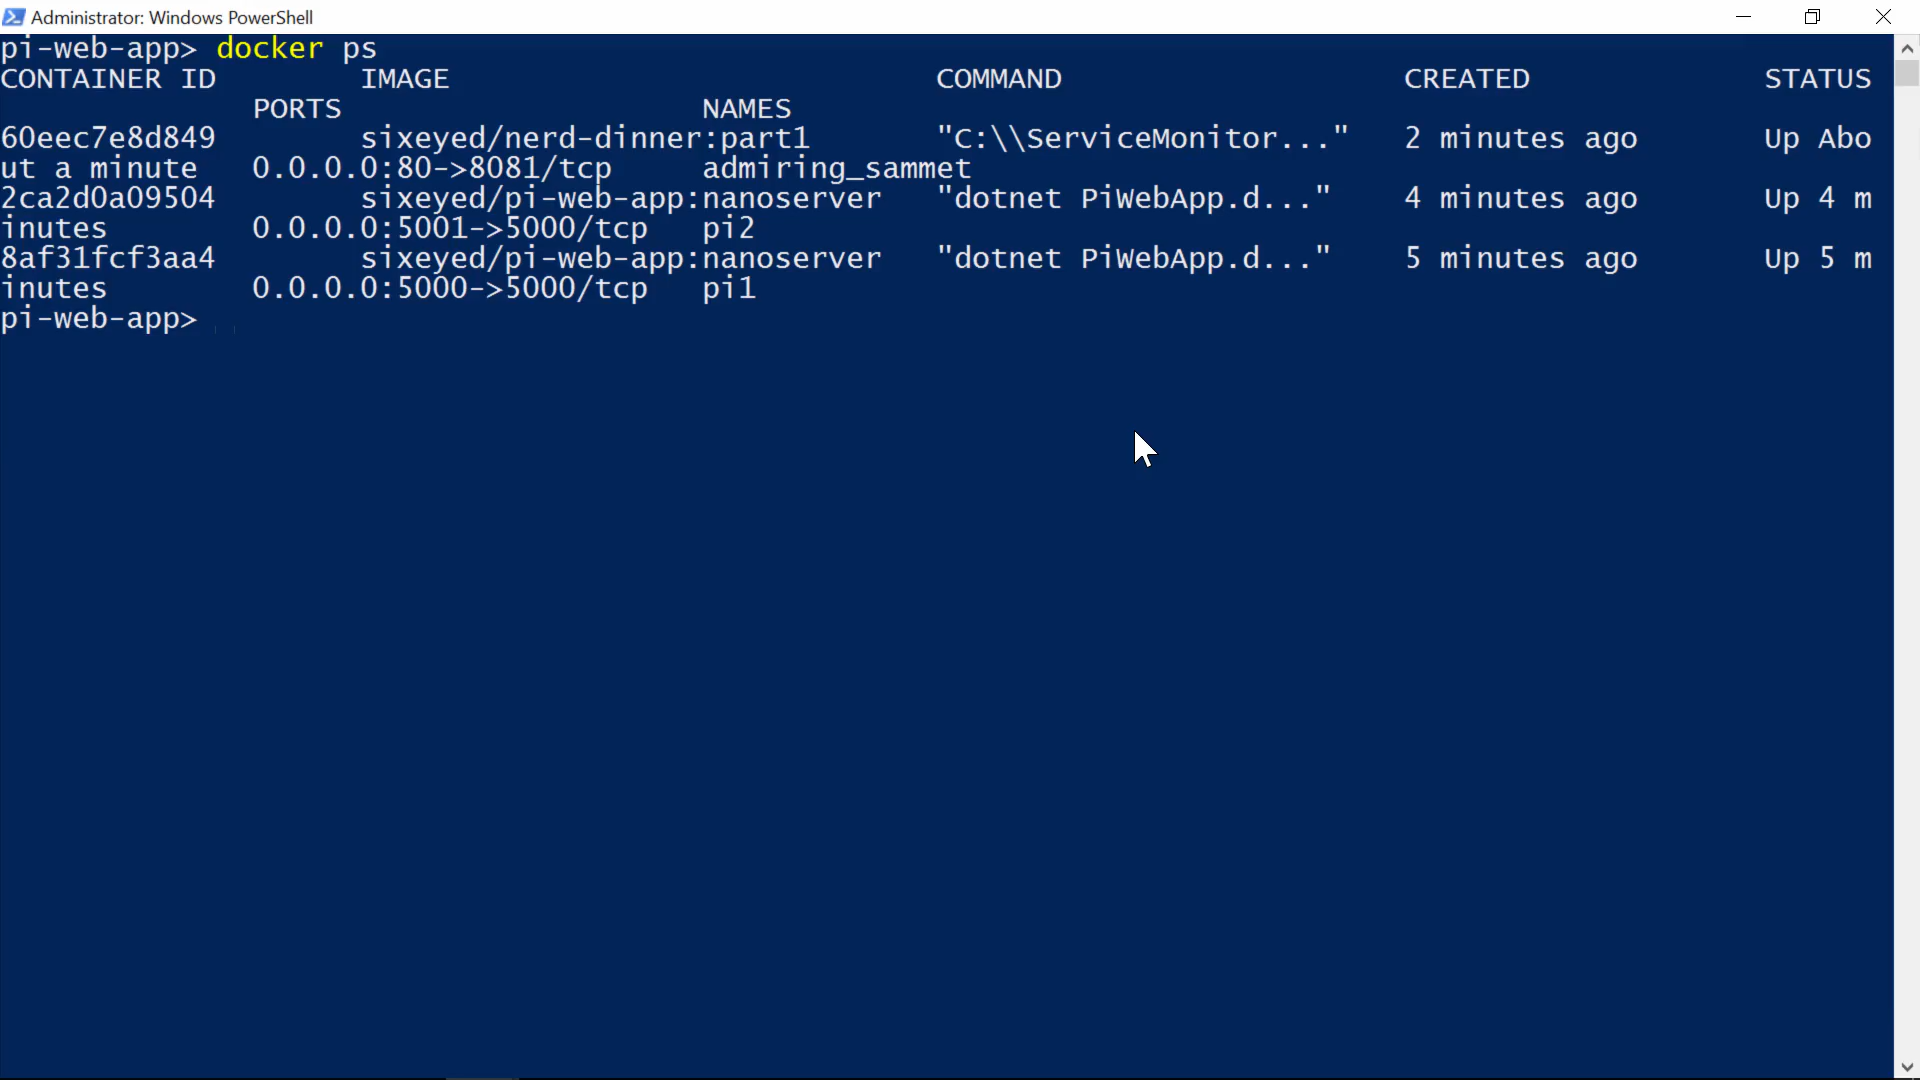 Administrator: Windows PowerShell
pi-web-app> docker ps
CONTAINER ID        IMAGE                           COMMAND                   CREATED             STATUS
              PORTS                    NAMES
60eec7e8d849        sixeyed/nerd-dinner:part1       "C:\\ServiceMonitor..."   2 minutes ago       Up Abo
ut a minute   0.0.0.0:80->8081/tcp     admiring_sammet
2ca2d0a09504        sixeyed/pi-web-app:nanoserver   "dotnet PiWebApp.d..."    4 minutes ago       Up 4 m
inutes        0.0.0.0:5001->5000/tcp   pi2
8af31fcf3aa4        sixeyed/pi-web-app:nanoserver   "dotnet PiWebApp.d..."    5 minutes ago       Up 5 m
inutes        0.0.0.0:5000->5000/tcp   pi1
pi-web-app>